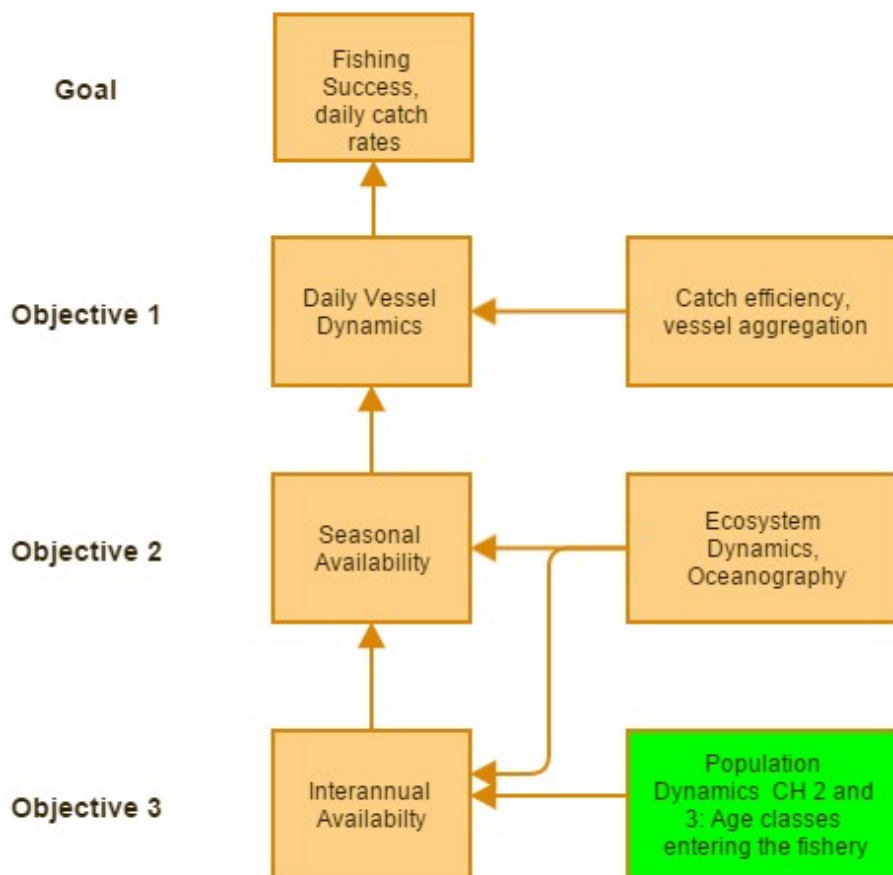 Goal
Fishing
Success,
daily catch
rates
Objective 1
Daily Vessel
Dynamics
Catch efficiency,
vessel aggregation
Objective 2
Seasonal
Availability
Ecosystem
Dynamics,
Oceanography
Objective 3
Interannual
Availabilty
Population
Dynamics CH 2 and
3: Age classes
entering the fishery